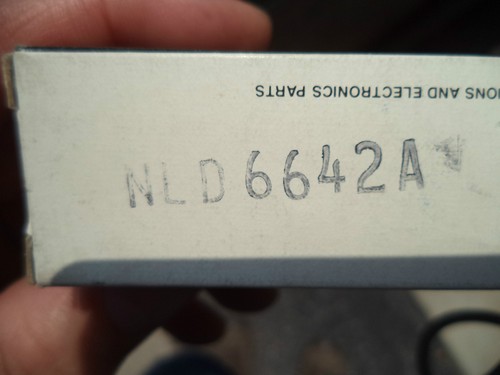 IONS AND ELECTRONICS PARTS
NLD6642A